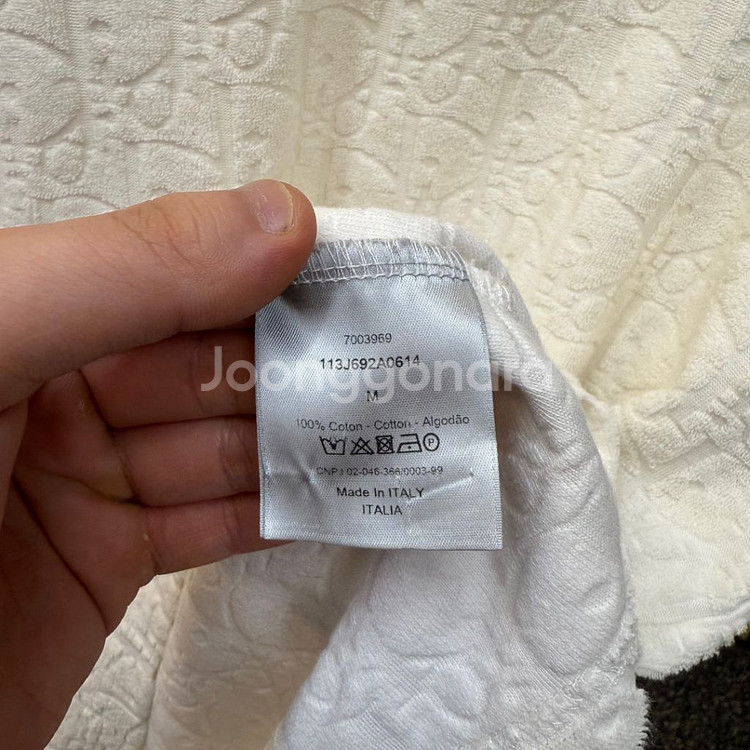 7003969
113J692A0614
Joonggonara
M
100% Coton - Cotton - Algodão
P
CNPJ 02-046-366/0003-99
Made In ITALY
ITALIA